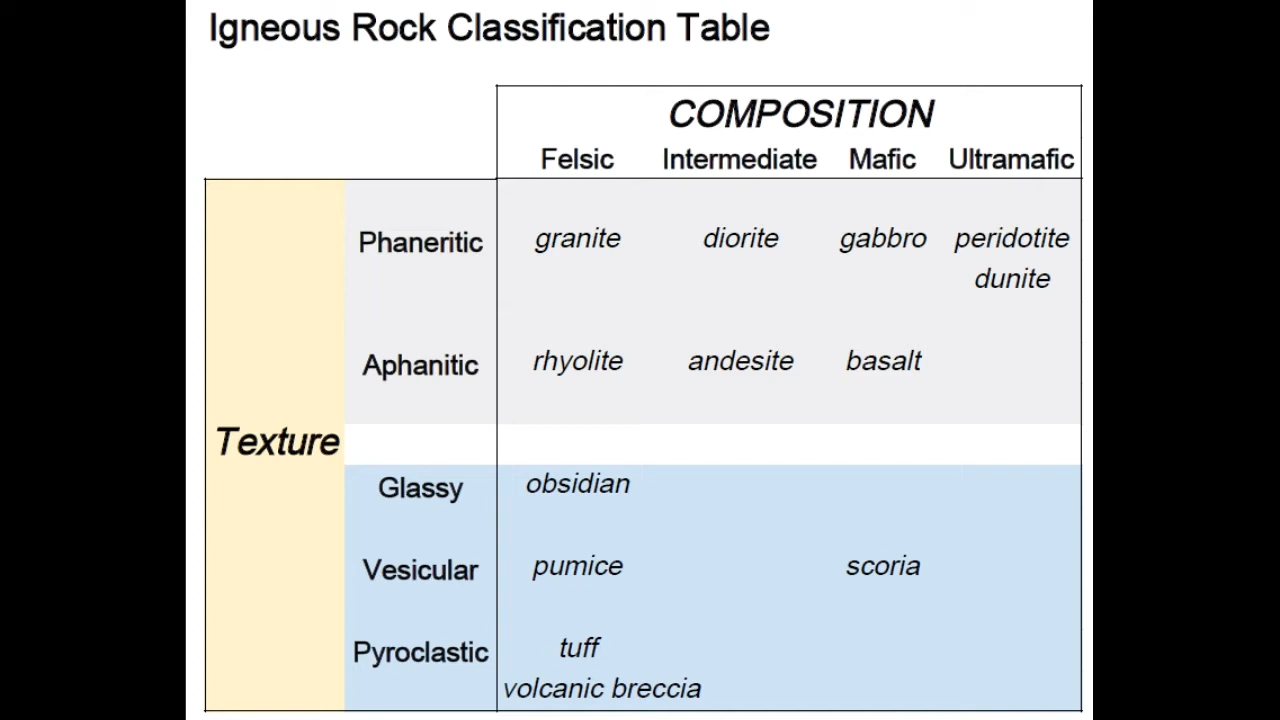 Igneous Rock Classification Table
COMPOSITION
Felsic Intermediate Mafic Ultramafic
Phaneritic granite diorite gabbro peridotite
dunite
Aphanitic rhyolite andesite basalt
Texture
Glassy obsidian
Vesicular pumice scoria
Pyroclastic tuff
volcanic breccia